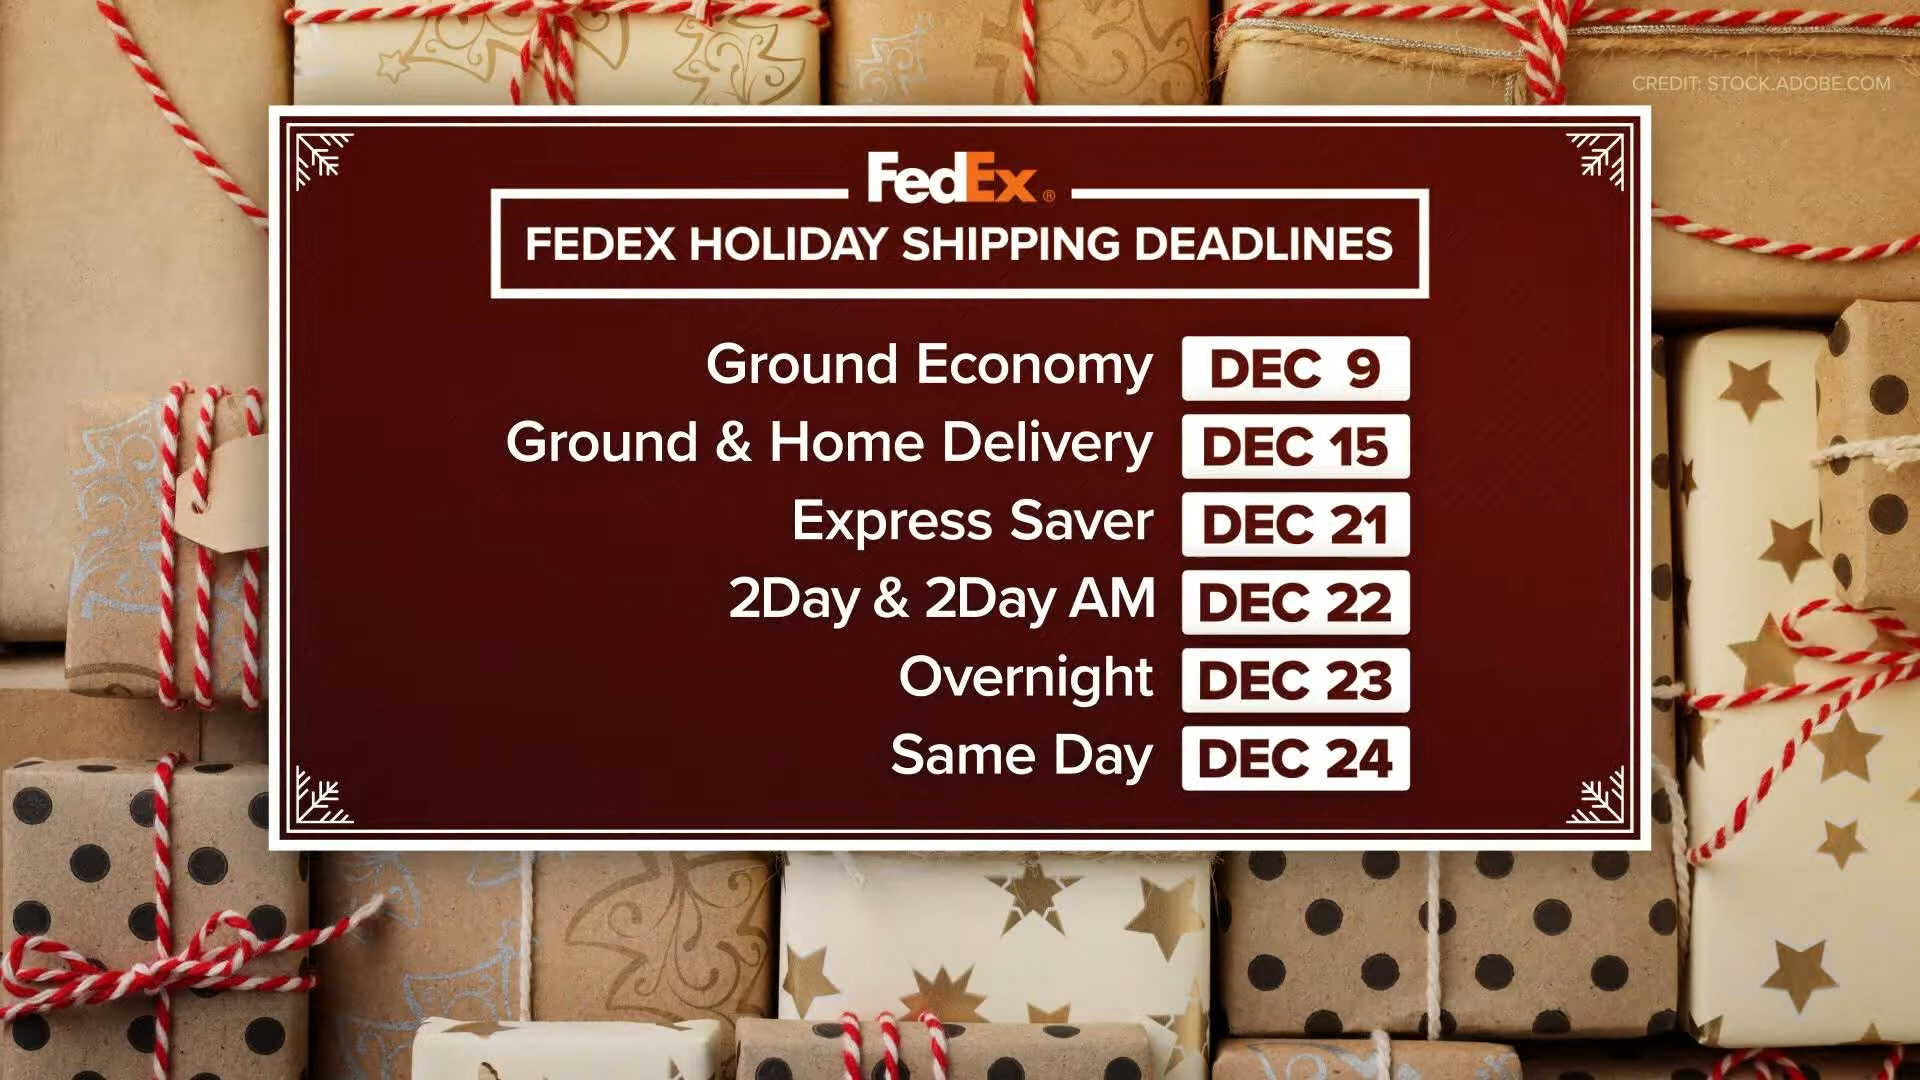 CREDIT: STOCK.ADOBE.COM
FedEx®
FEDEX HOLIDAY SHIPPING DEADLINES
Ground Economy DEC 9
Ground & Home Delivery DEC 15
Express Saver DEC 21
2Day & 2Day AM DEC 22
Overnight DEC 23
Same Day DEC 24